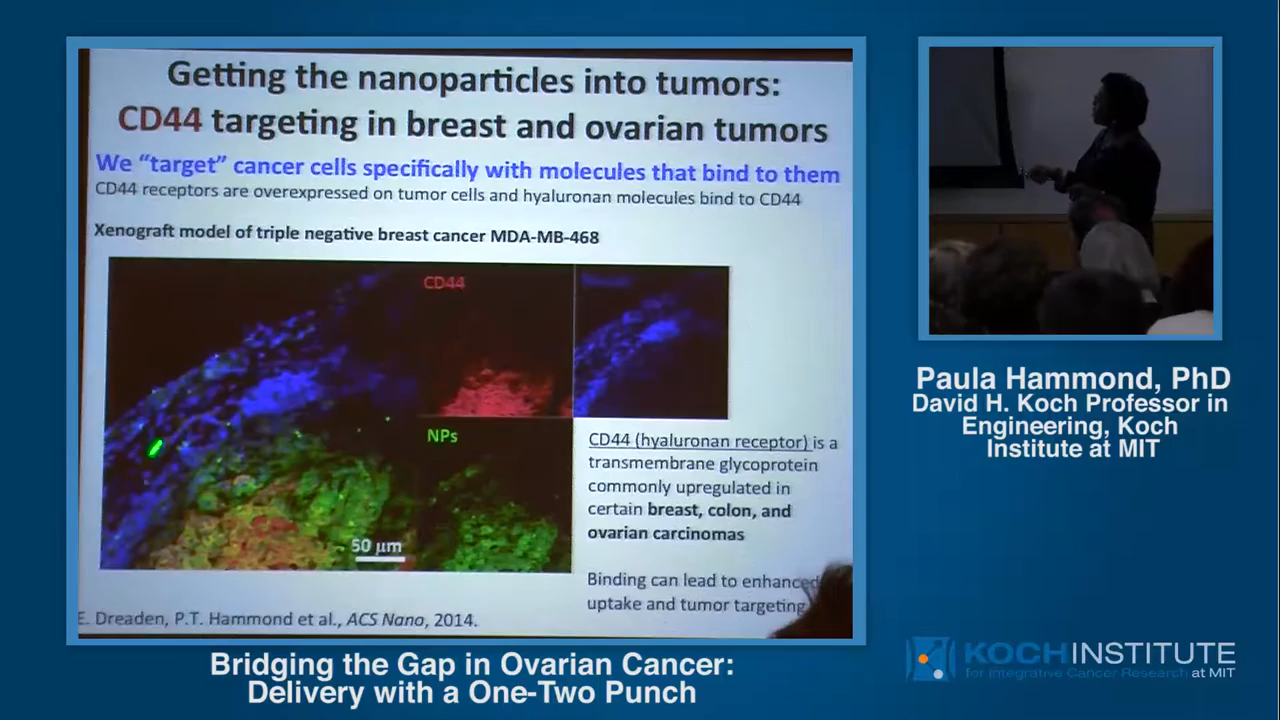 Getting the nanoparticles into tumors:
CD44 targeting in breast and ovarian tumors
We “target” cancer cells specifically with molecules that bind to them
CD44 receptors are overexpressed on tumor cells and hyaluronan molecules bind to CD44
Xenograft model of triple negative breast cancer MDA-MB-468
CD44
NPs
50 μm
CD44 (hyaluronan receptor) is a
transmembrane glycoprotein
commonly upregulated in
certain breast, colon, and
ovarian carcinomas
Binding can lead to enhanced
uptake and tumor targeting
E. Dreaden, P.T. Hammond et al., ACS Nano, 2014.
Bridging the Gap in Ovarian Cancer:
Delivery with a One-Two Punch
Paula Hammond, PhD
David H. Koch Professor in
Engineering, Koch
Institute at MIT
KOCH INSTITUTE
for Integrative Cancer Research at MIT